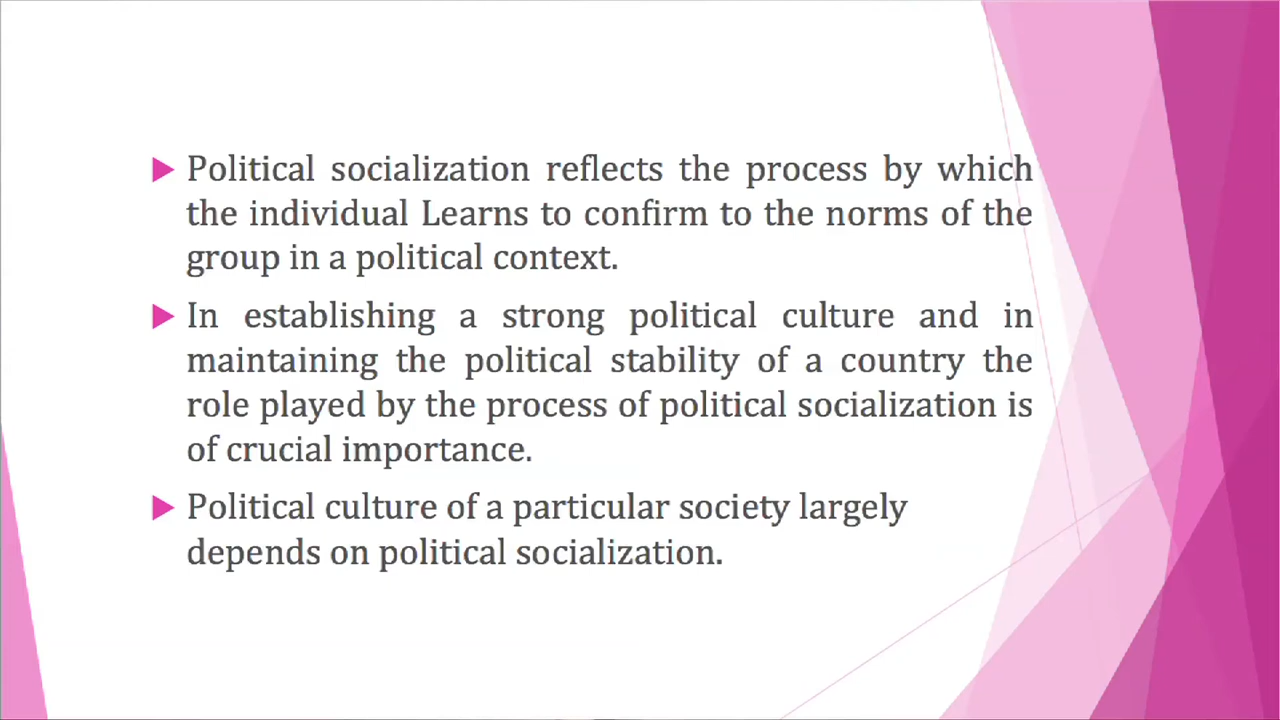 Political socialization reflects the process by which
the individual Learns to confirm to the norms of the
group in a political context.
In establishing a strong political culture and in
maintaining the political stability of a country the
role played by the process of political socialization is
of crucial importance.
Political culture of a particular society largely
depends on political socialization.